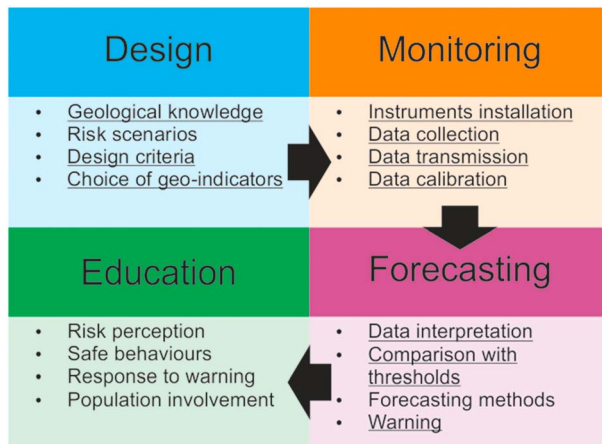 Design
• Geological knowledge
• Risk scenarios
• Design criteria
• Choice of geo-indicators
Monitoring
• Instruments installation
• Data collection
• Data transmission
• Data calibration
Education
• Risk perception
• Safe behaviours
• Response to warning
• Population involvement
Forecasting
• Data interpretation
• Comparison with
thresholds
• Forecasting methods
• Warning